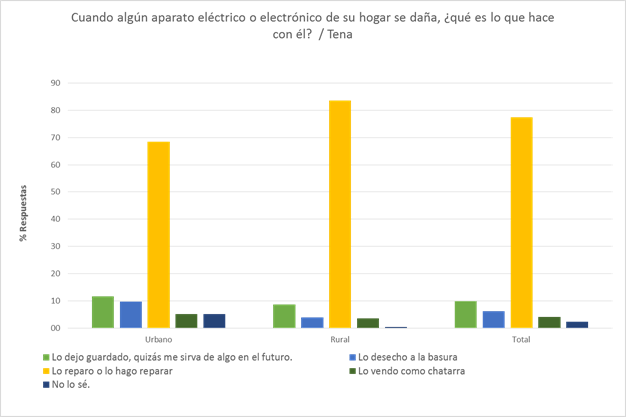 Cuando algún aparato eléctrico o electrónico de su hogar se daña, ¿qué es lo que hace
con él? / Tena
90
80
70
60
50
40
30
20
10
00
% Respuestas
Urbano Rural Total
Lo dejo guardado, quizás me sirva de algo en el futuro. Lo desecho a la basura
Lo reparo o lo hago reparar Lo vendo como chatarra
No lo sé.